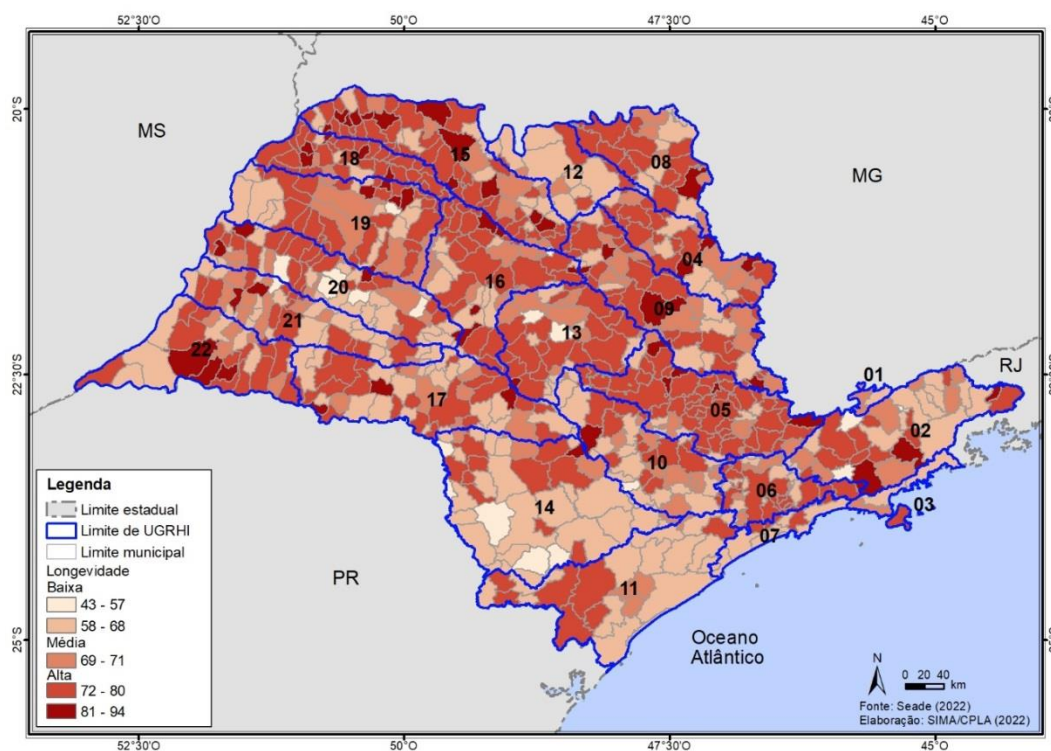 52°30'S
50°S
47°30'S
45°S
20°S
20°S
MS
MG
18
15
12
08
19
04
16
20
09
13
21
22
22°30'S
01
RJ
17
05
02
10
06
03
14
07
11
PR
Oceano
Atlântico
25°S
Legenda
Limite estadual
Limite de UGRHI
Limite municipal
Longevidade
Baixa
43 - 57
58 - 68
Média
69 - 71
Alta
72 - 80
81 - 94
N
0 20 40
km
Fonte: Seade (2022)
Elaboração: SIMA/CPLA (2022)
52°30'S
50°S
47°30'S
45°S